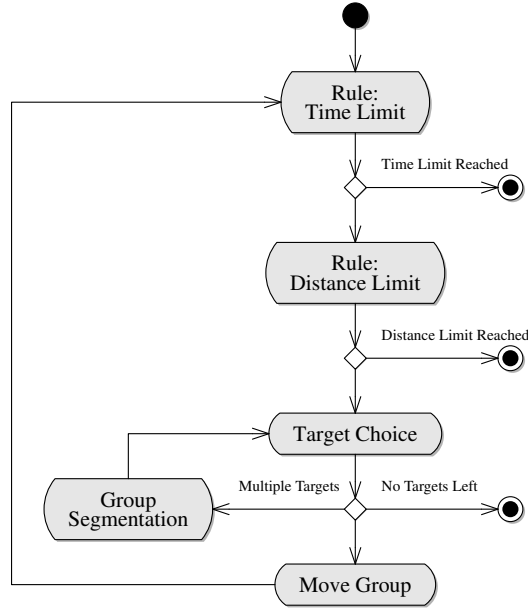 Rule:
Time Limit
Time Limit Reached
Rule:
Distance Limit
Distance Limit Reached
Target Choice
Multiple Targets
No Targets Left
Group
Segmentation
Move Group